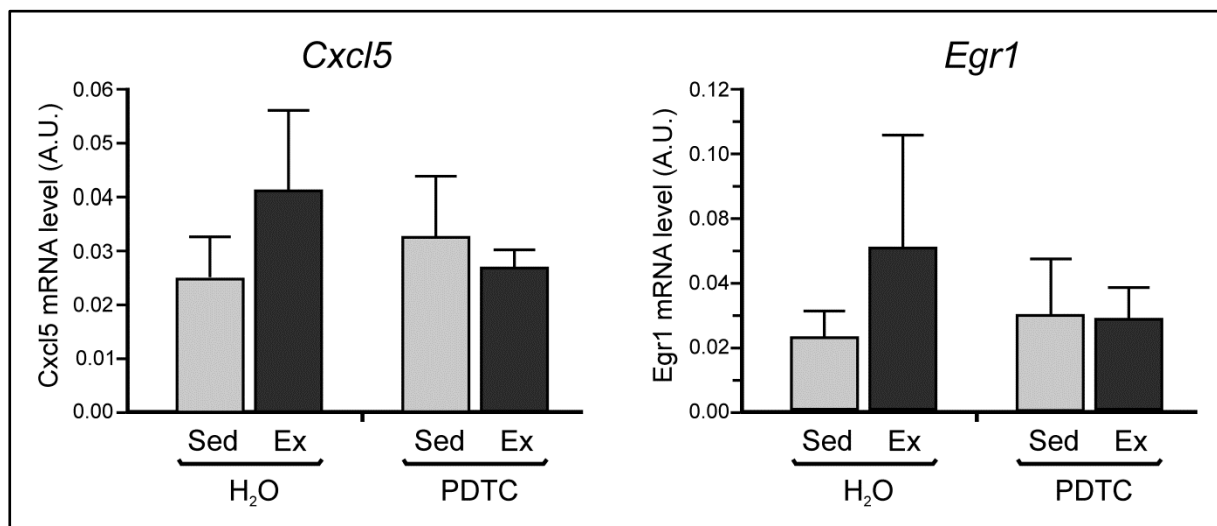 Cxcl5
Cxcl5 mRNA level (A.U.)
0.06
0.05
0.04
0.03
0.02
0.01
0.00
Sed Ex Sed Ex
H₂O PDTC
Egr1
Egr1 mRNA level (A.U.)
0.12
0.10
0.08
0.04
0.02
0.00
Sed Ex Sed Ex
H₂O PDTC